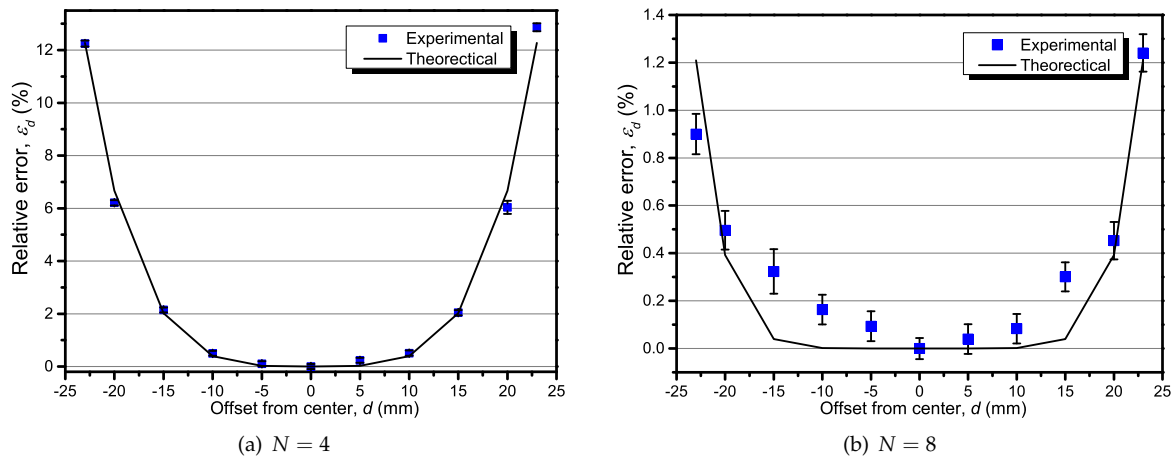 Experimental
Theorectical
Relative error, εd (%)
12
10
8
6
4
2
0
-25 -20 -15 -10 -5 0 5 10 15 20 25
Offset from center, d (mm)
(a) N = 4
Experimental
Theorectical
Relative error, εd (%)
1.4
1.2
1.0
0.8
0.6
0.4
0.2
0.0
-25 -20 -15 -10 -5 0 5 10 15 20 25
Offset from center, d (mm)
(b) N = 8